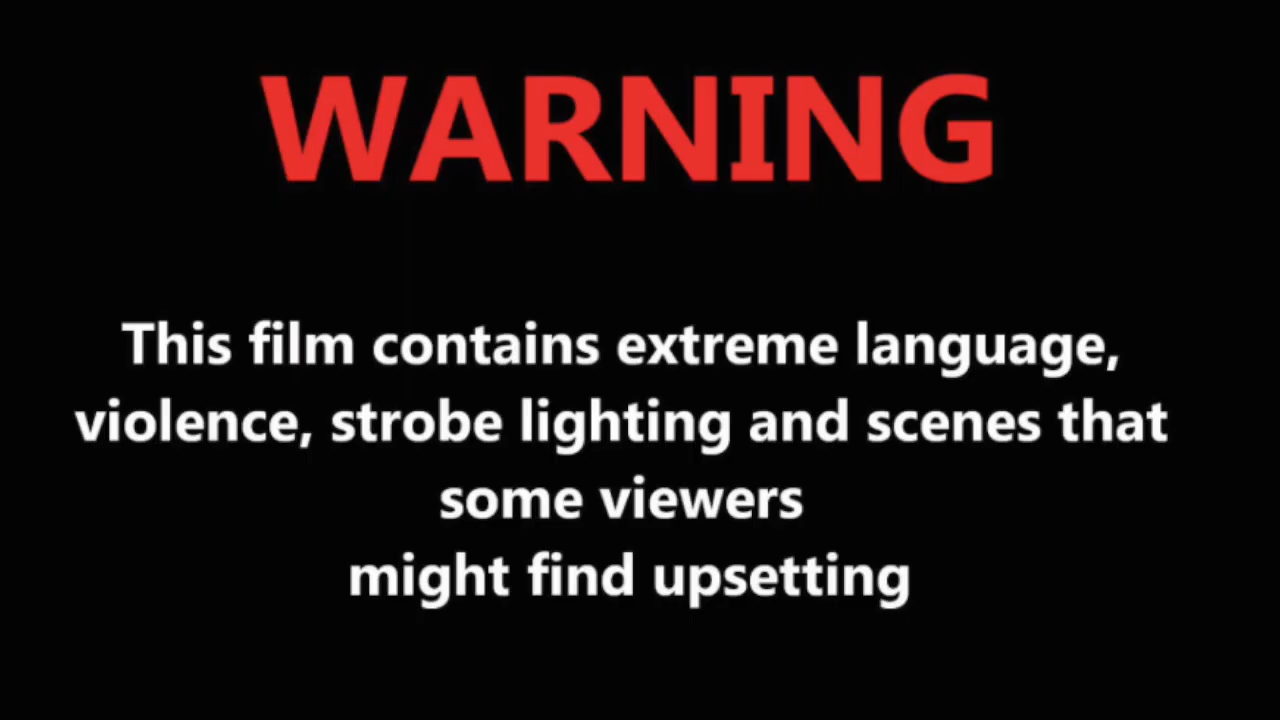 WARNING
This film contains extreme language,
violence, strobe lighting and scenes that
some viewers
might find upsetting